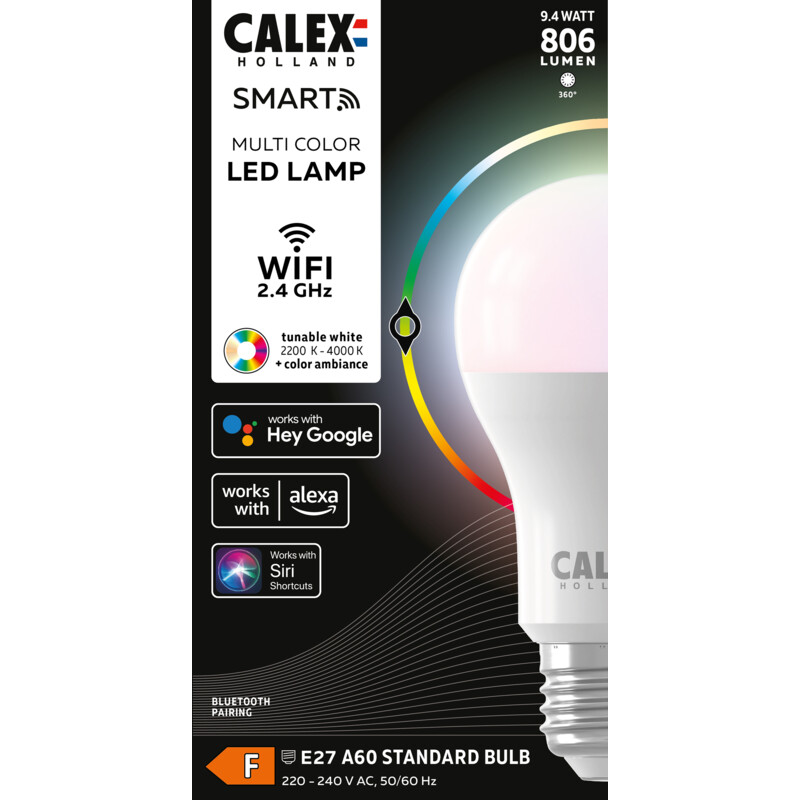 CALEX
HOLLAND
SMART
MULTI COLOR
LED LAMP
WIFI
2.4 GHz
tunable white
2200 K - 4000 K
+ color ambiance
works with
Hey Google
works with
alexa
Works with
Siri
Shortcuts
BLUETOOTH
PAIRING
9.4 WATT
806
LUMEN
360°
CAL
HOLL
F
E27 A60 STANDARD BULB
220 - 240 V AC, 50/60 Hz